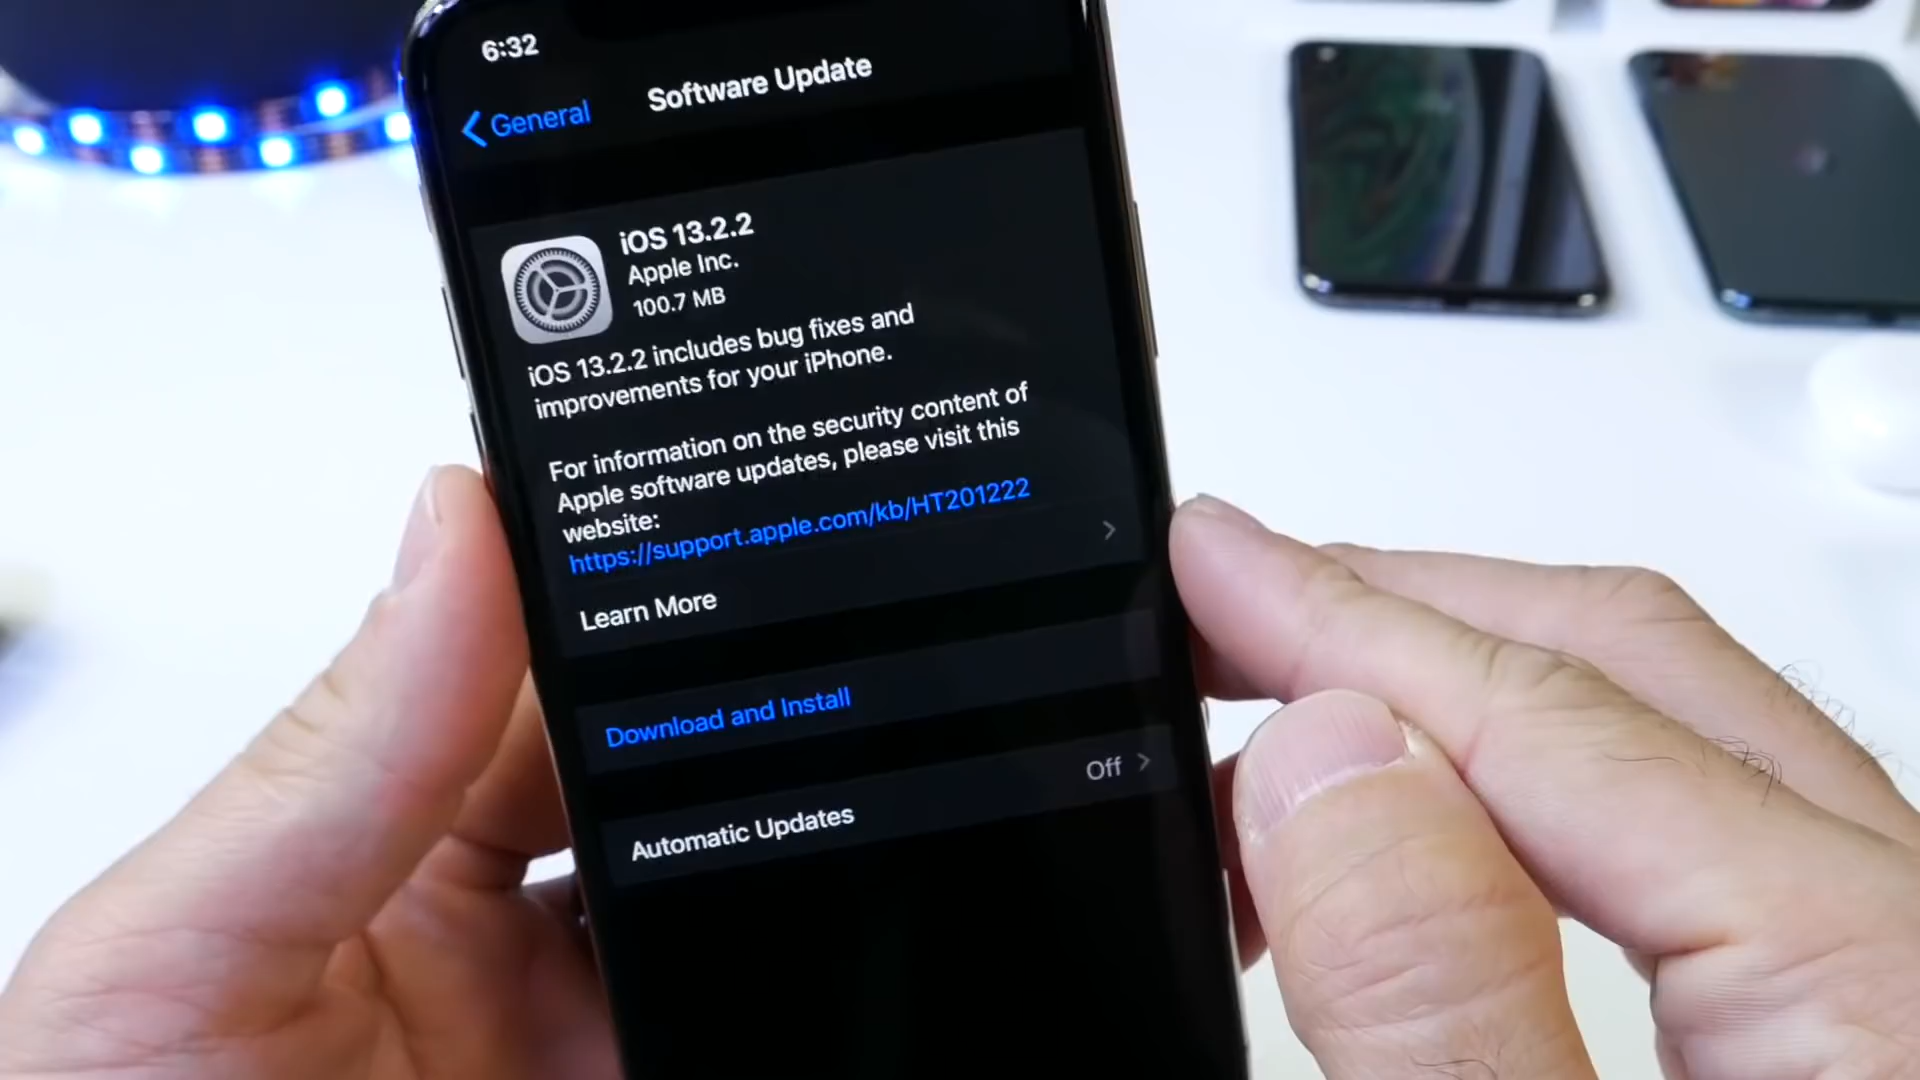 6:32
General
Software Update
iOS 13.2.2
Apple Inc.
100.7 MB
iOS 13.2.2 includes bug fixes and
improvements for your iPhone.
For information on the security content of
Apple software updates, please visit this
website:
https://support.apple.com/kb/HT201222
Learn More
Download and Install
Automatic Updates
Off